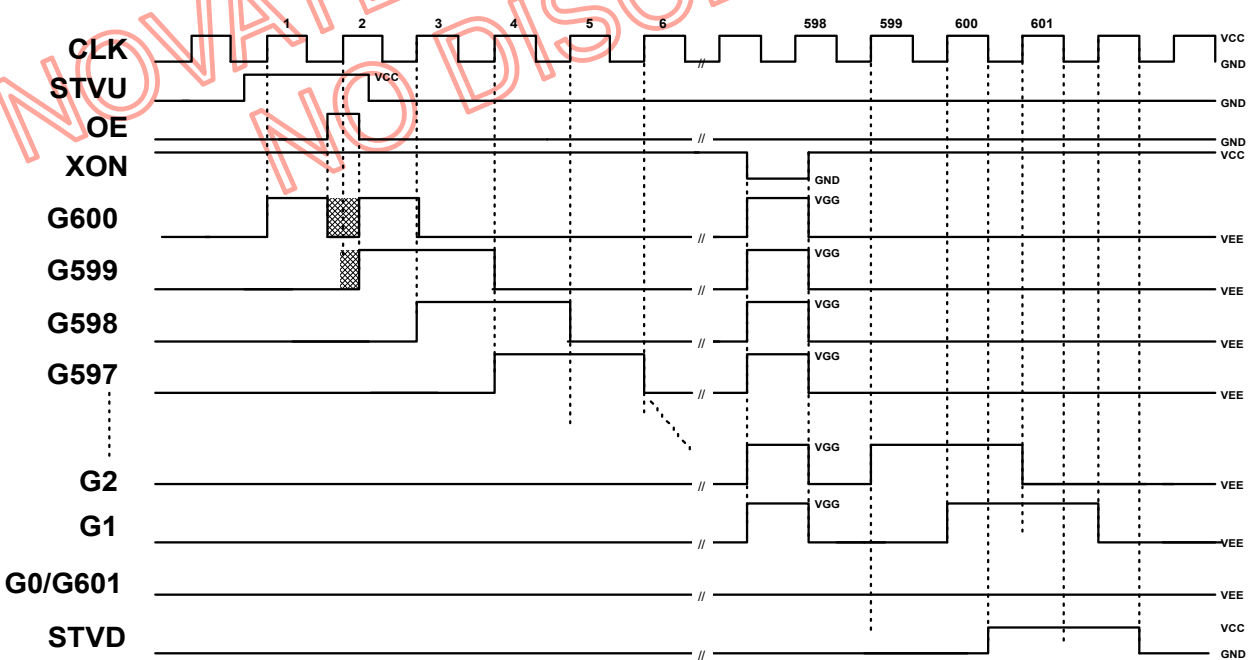 1 2 3 4 5 6 598 599 600 601
CLK VCC
GND
STVU VCC
GND
OE
GND
XON VCC
GND
G600 VGG
VEE
G599 VGG
VEE
G598 VGG
VEE
G597 VGG
VEE
G2 VGG
VEE
G1 VGG
VEE
G0/G601
VEE
STVD VCC
GND